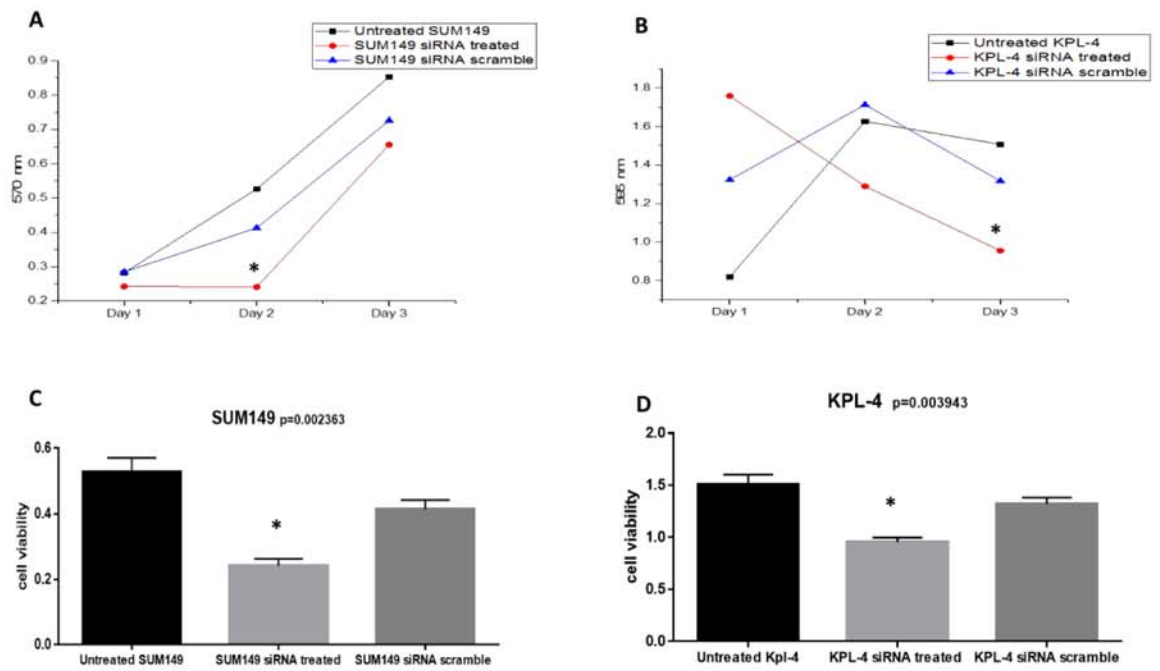 A
Untreated SUM149
SUM149 siRNA treated
SUM149 siRNA scramble
0.9
0.8
0.7
0.6
0.5
0.4
0.3
0.2
570 nm
Day 1
Day 2
Day 3
*
B
Untreated KPL-4
KPL-4 siRNA treated
KPL-4 siRNA scramble
1.8
1.6
1.4
1.2
1.0
0.8
595 nm
Day 1
Day 2
Day 3
*
C
SUM149 p=0.002363
0.6
0.4
0.2
0.0
cell viability
*
Untreated SUM149
SUM149 siRNA treated
SUM149 siRNA scramble
D
KPL-4 p=0.003943
2.0
1.5
1.0
0.5
0.0
cell viability
*
Untreated Kpl-4
KPL-4 siRNA treated
KPL-4 siRNA scramble